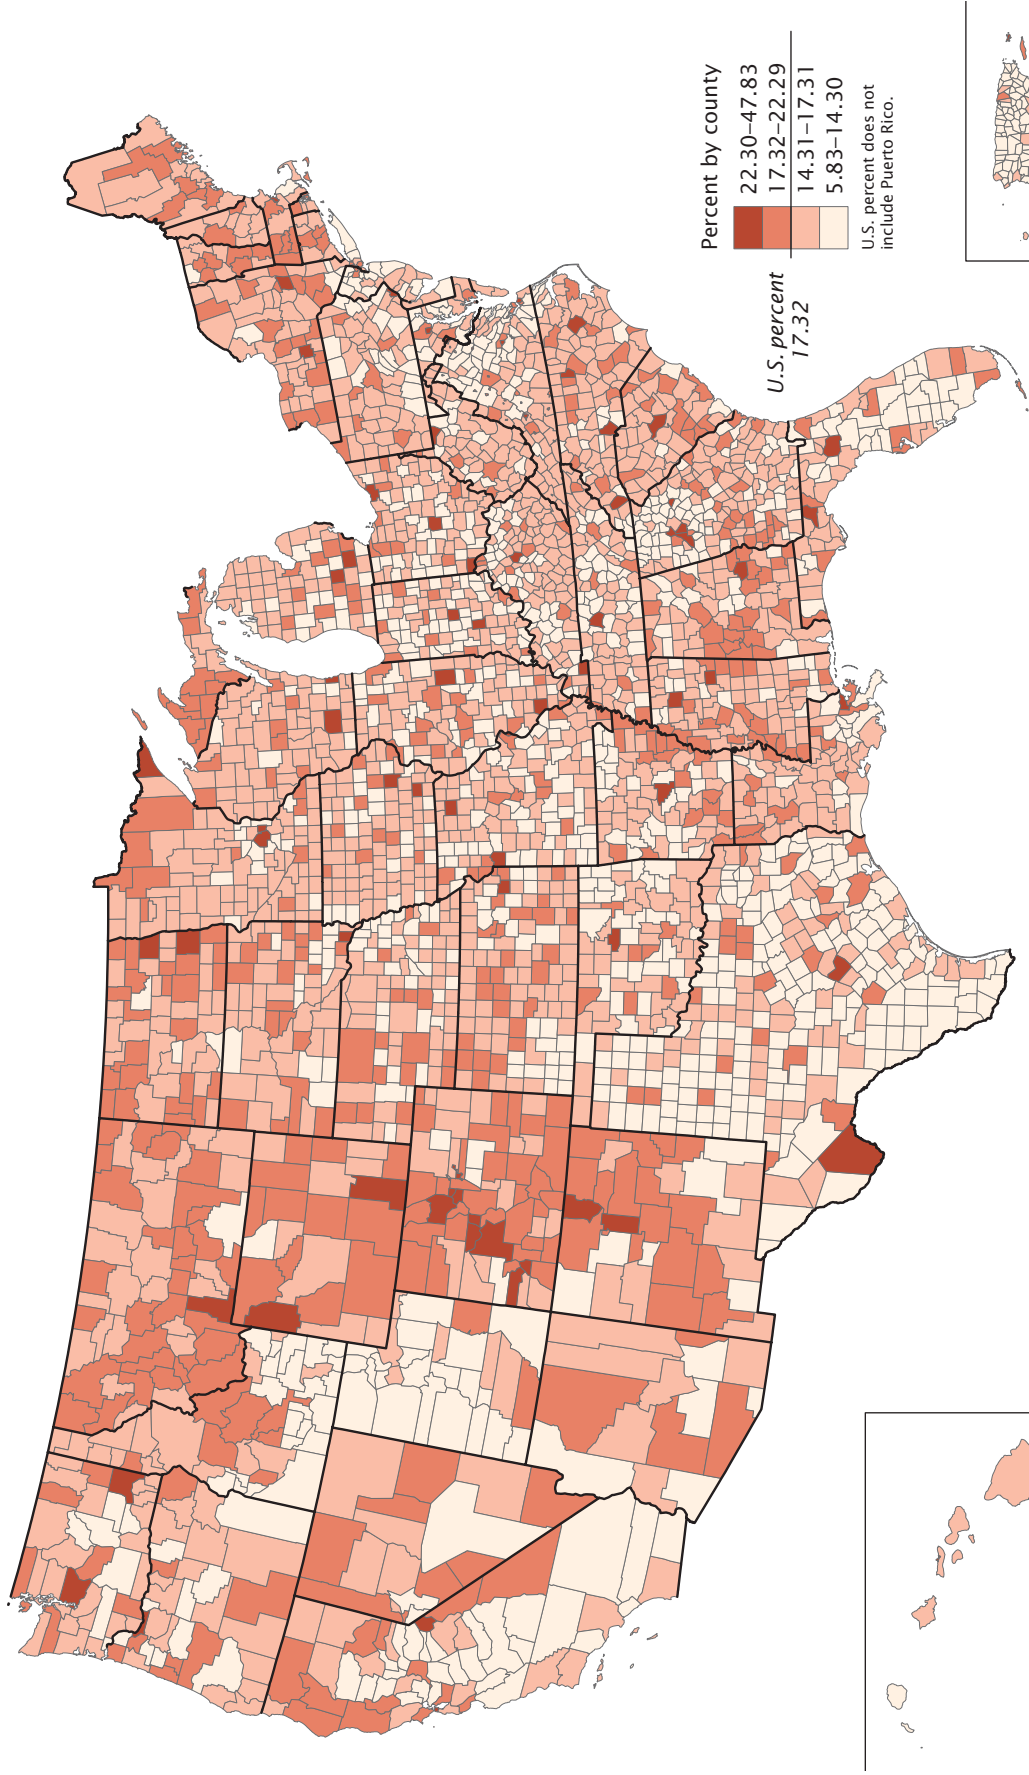 Percent by county
22.30–47.83
17.32–22.29
14.31–17.31
5.83–14.30
U.S. percent
17.32
U.S. percent does not
include Puerto Rico.